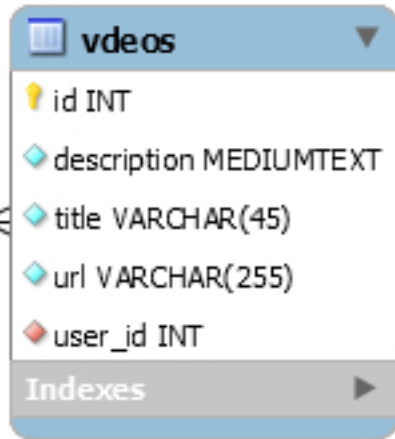 vdeos
id INT
description MEDIUMTEXT
title VARCHAR(45)
url VARCHAR(255)
user_id INT
Indexes